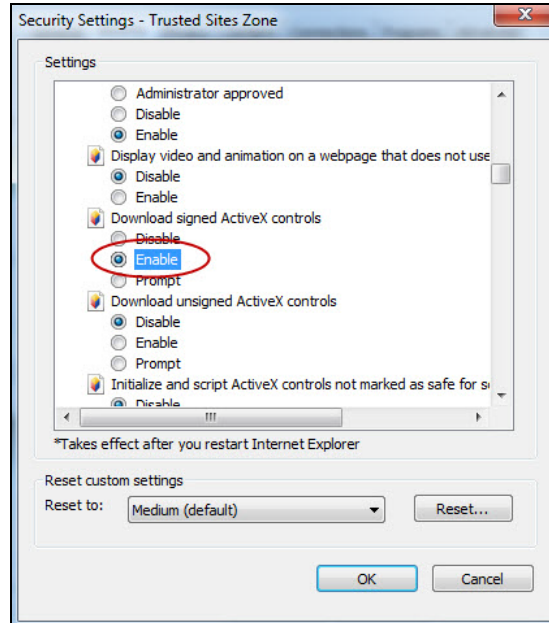 Security Settings - Trusted Sites Zone
Settings
Administrator approved
Disable
Enable
Display video and animation on a webpage that does not use
Disable
Enable
Download signed ActiveX controls
Disable
Enable
Prompt
Download unsigned ActiveX controls
Disable
Enable
Prompt
Initialize and script ActiveX controls not marked as safe for
Disable
*Takes effect after you restart Internet Explorer
Reset custom settings
Reset to:
Medium (default)
Reset...
OK
Cancel